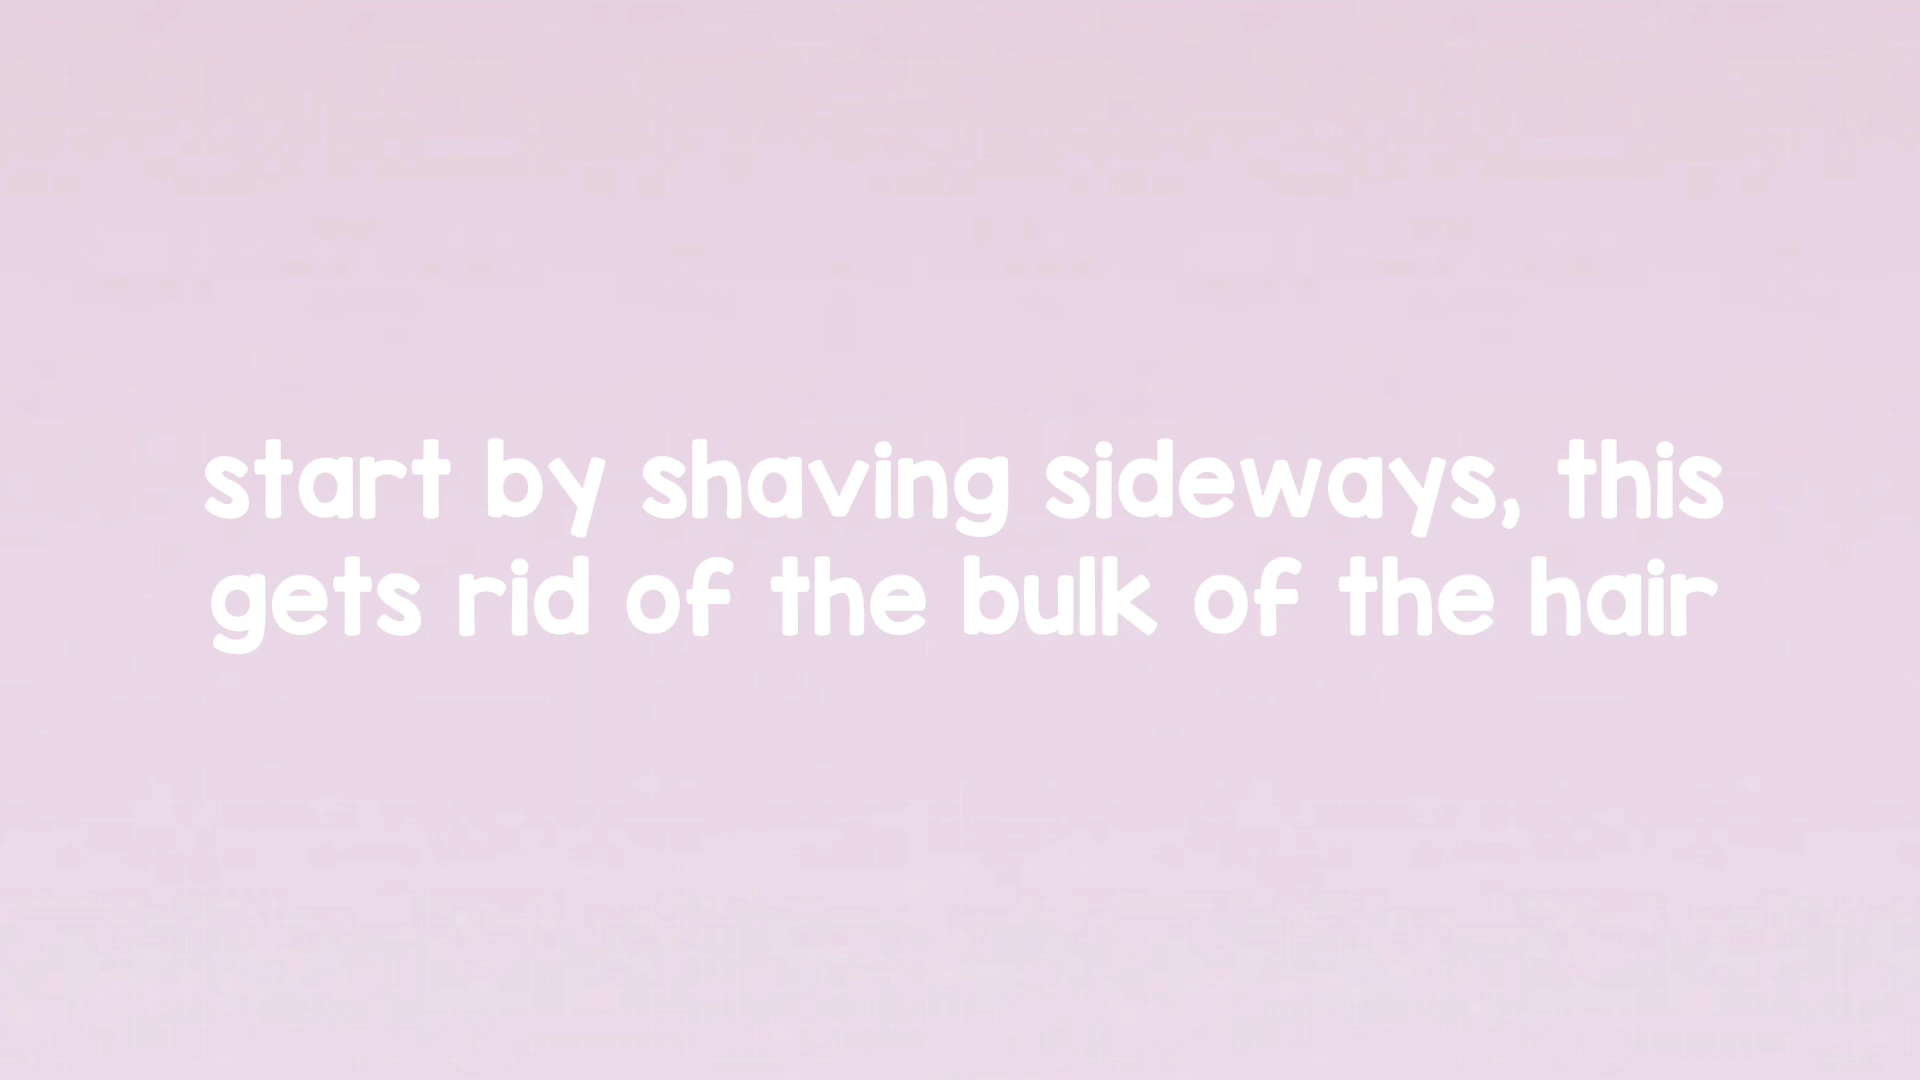 start by shaving sideways, this
gets rid of the bulk of the hair